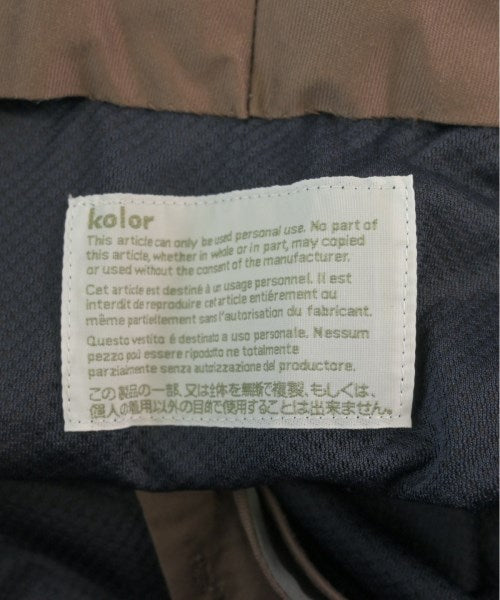 kolor
This article can only be used personal use. No part of
this article, whether in whole or in part, may copied
or used without the consent of the manufacturer.
Cet article est destiné à un usage personnel. Il est
interdit de reproduire cet article entiérement ou
même partiellement sans l'autorisation du fabricant.
Questo vestito é destinato a uso personale. Nessum
pezzo poú essere ripodotto ne totalmente
parzialmente senza autorizzazione del productore.
この製品の一部、又は全体を無断で複製、もしくは、
個人の着用以外の目的で使用することは出来ません。